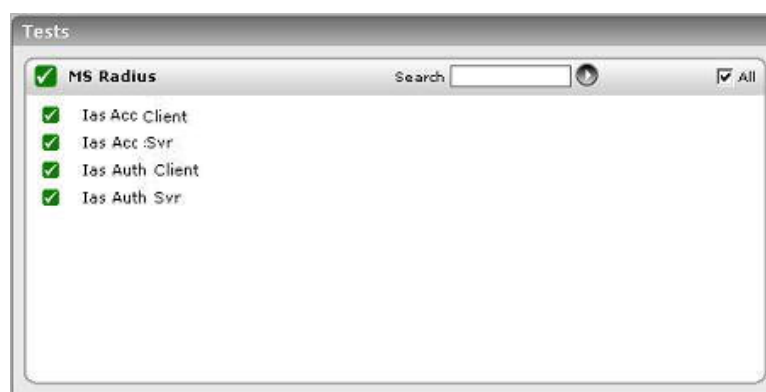 Tests
MS Radius Search All
Ias Acc Client
Ias Acc Svr
Ias Auth Client
Ias Auth Svr